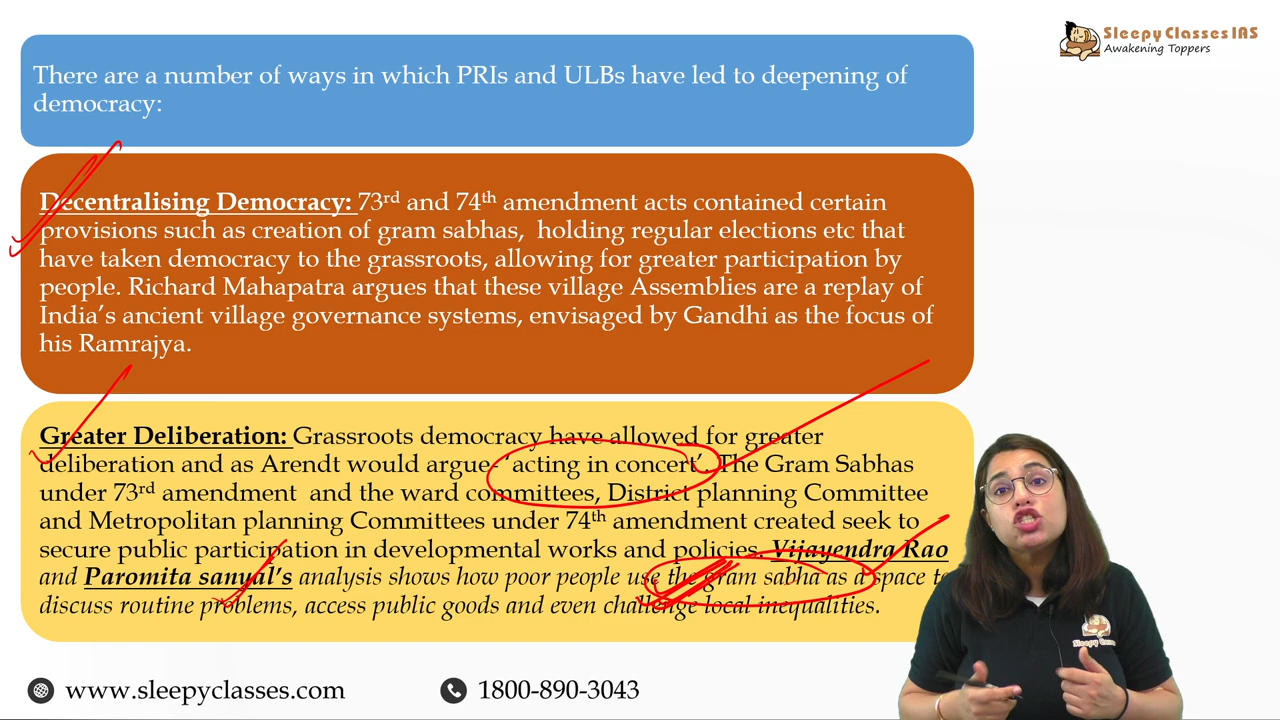 Sleepy Classes IAS
Awakening Toppers
There are a number of ways in which PRIs and ULBs have led to deepening of
democracy:
Decentralising Democracy: 73rd and 74th amendment acts contained certain
provisions such as creation of gram sabhas, holding regular elections etc that
have taken democracy to the grassroots, allowing for greater participation by
people. Richard Mahapatra argues that these village Assemblies are a replay of
India's ancient village governance systems, envisaged by Gandhi as the focus of
his Ramrajya.
Greater Deliberation: Grassroots democracy have allowed for greater
deliberation and as Arendt would argue- 'acting in concert'. The Gram Sabhas
under 73rd amendment and the ward committees, District planning Committee
and Metropolitan planning Committees under 74th amendment created seek to
secure public participation in developmental works and policies. Vijayendra Rao
and Paromita sanyal's analysis shows how poor people use the gram sabha as a space
discuss routine problems, access public goods and even challenge local inequalities.
www.sleepyclasses.com
1800-890-3043
Sleepy